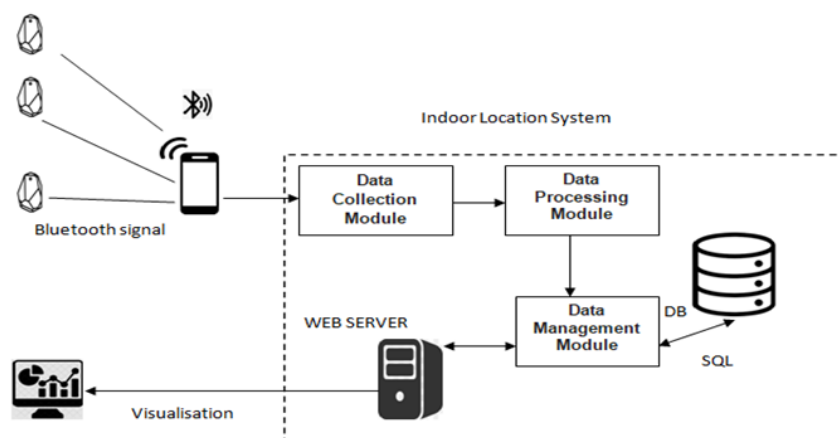 Indoor Location System
Data
Collection
Module
Data
Processing
Module
Bluetooth signal
WEB SERVER
Data
Management
Module
DB
SQL
Visualisation